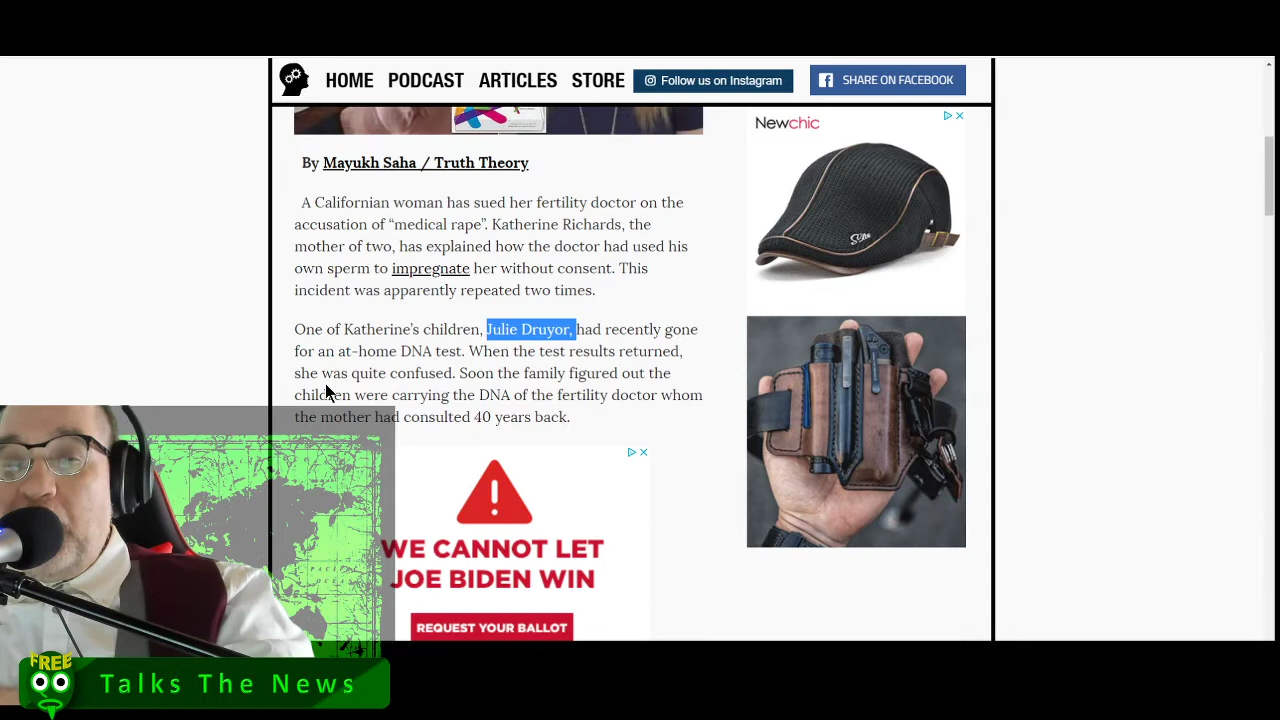 HOME PODCAST ARTICLES STORE Follow us on Instagram SHARE ON FACEBOOK
By Mayukh Saha / Truth Theory
A Californian woman has sued her fertility doctor on the
accusation of “medical rape”. Katherine Richards, the
mother of two, has explained how the doctor had used his
own sperm to impregnate her without consent. This
incident was apparently repeated two times.
One of Katherine’s children, Julie Druyor, had recently gone
for an at-home DNA test. When the test results returned,
she was quite confused. Soon the family figured out the
children were carrying the DNA of the fertility doctor whom
the mother had consulted 40 years back.
Newchic
WE CANNOT LET
JOE BIDEN WIN
REQUEST YOUR BALLOT
PACIFIC
OCEAN
FREE
Talks The News